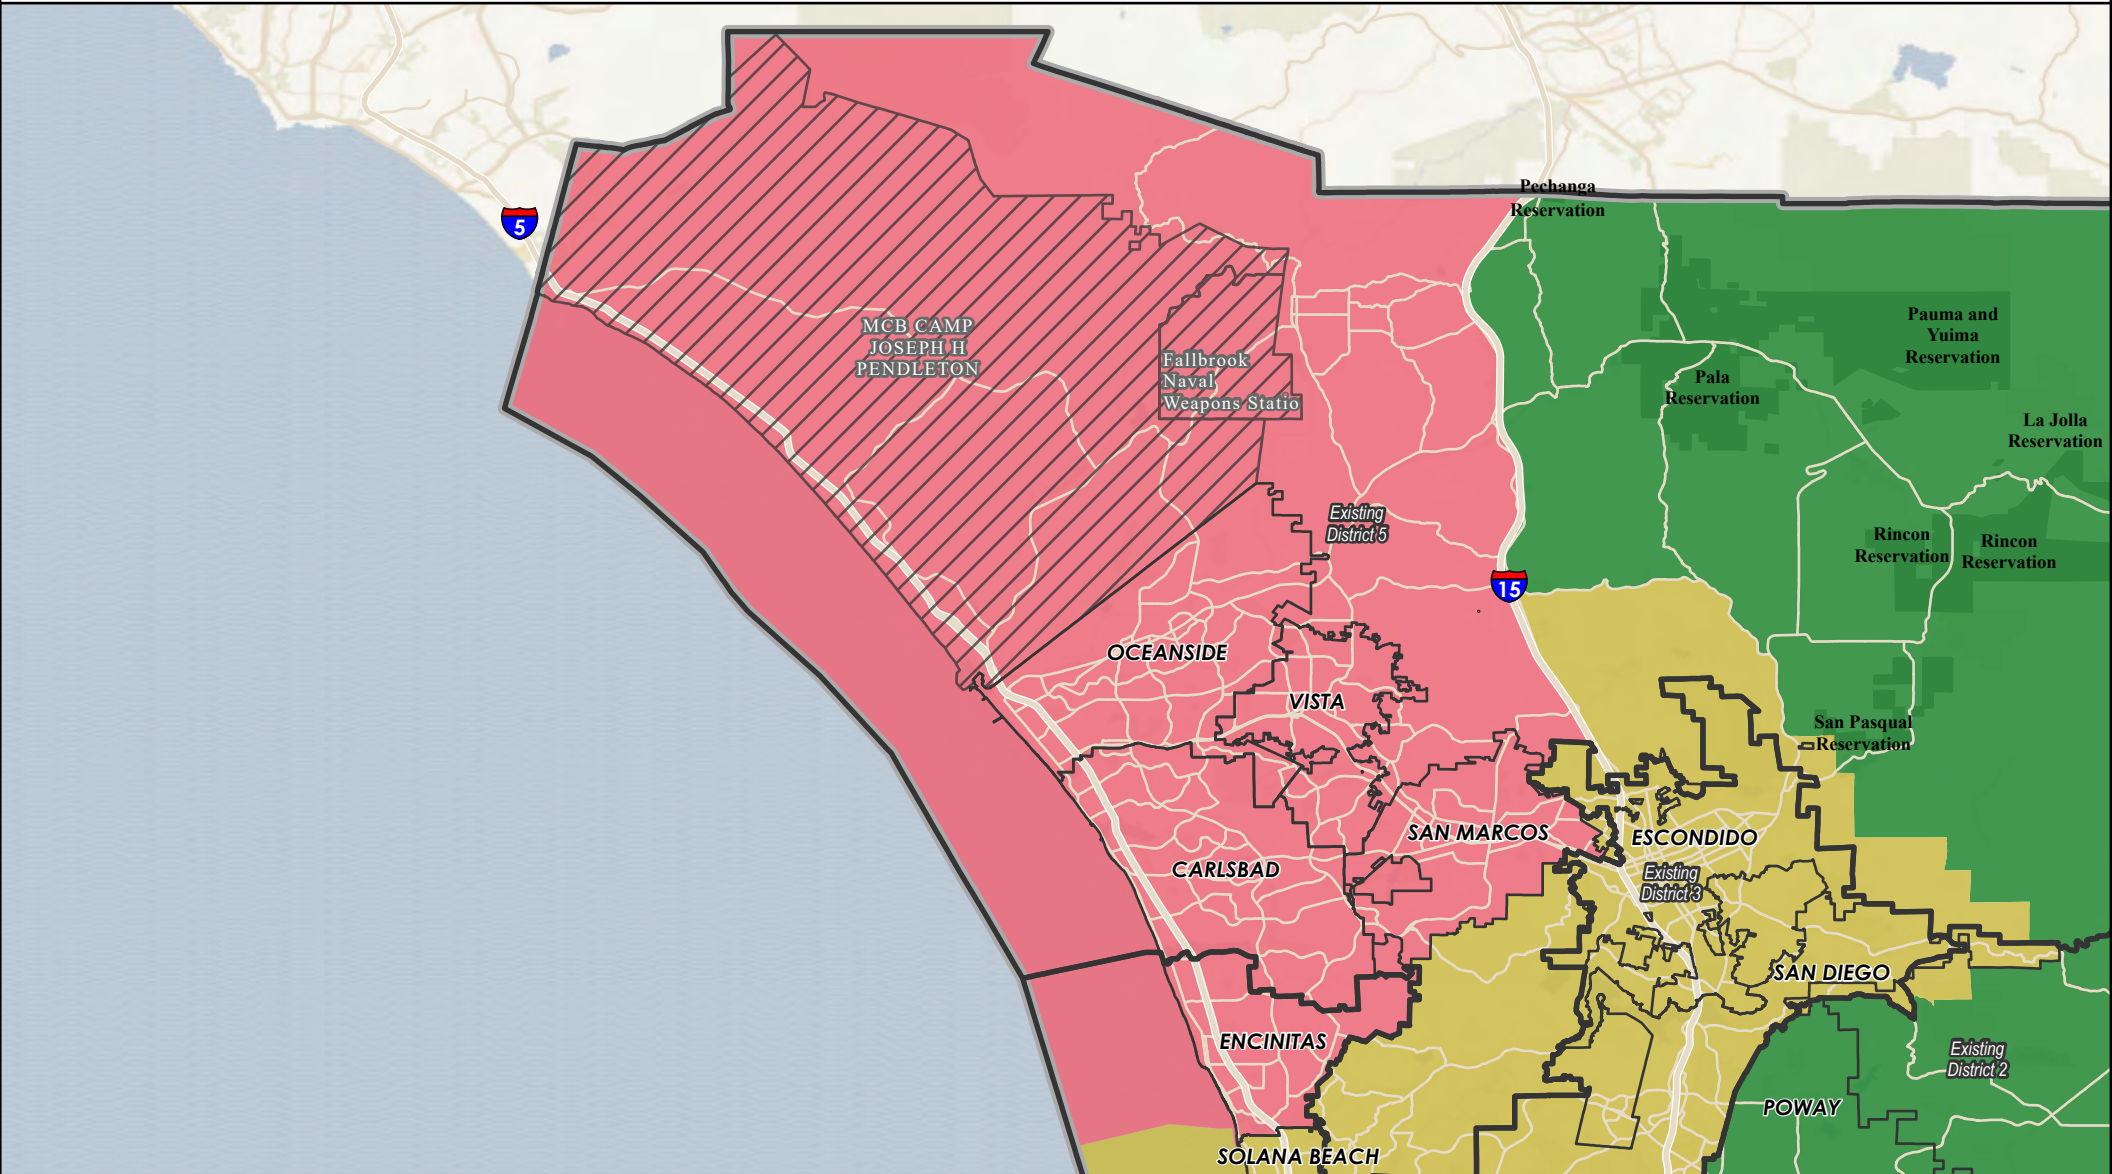 Pechanga
Reservation
5
MCB CAMP
JOSEPH H
PENDLETON
Fallbrook
Naval
Weapons Statio
Pauma and
Yuima
Reservation
Pala
Reservation
La Jolla
Reservation
Existing
District 5
Rincon
Reservation
Rincon
Reservation
15
OCEANSIDE
VISTA
San Pasqual
Reservation
SAN MARCOS
ESCONDIDO
CARLSBAD
Existing
District 3
SAN DIEGO
ENCINITAS
Existing
District 2
POWAY
SOLANA BEACH